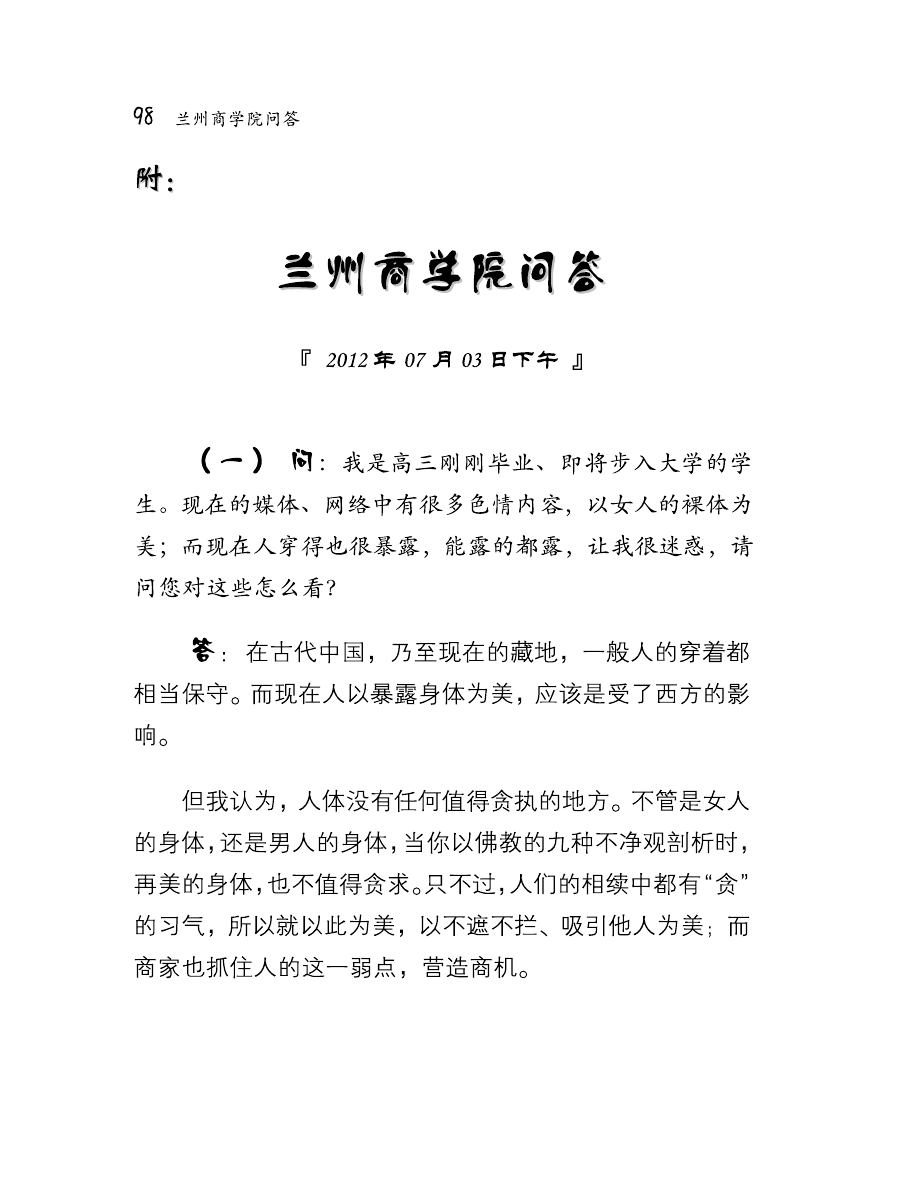 98 兰州商学院问答
附：
兰州商学院问答
『 2012 年 07 月 03 日下午 』
（一） 问：我是高三刚刚毕业、即将步入大学的学
生。现在的媒体、网络中有很多色情内容，以女人的裸体为
美；而现在人穿得也很暴露，能露的都露，让我很迷惑，请
问您对这些怎么看？
答：在古代中国，乃至现在的藏地，一般人的穿着都
相当保守。而现在人以暴露身体为美，应该是受了西方的影
响。
但我认为，人体没有任何值得贪执的地方。不管是女人
的身体，还是男人的身体，当你以佛教的九种不净观剖析时，
再美的身体，也不值得贪求。只不过，人们的相续中都有“贪”
的习气，所以就以此为美，以不遮不拦、吸引他人为美；而
商家也抓住人的这一弱点，营造商机。